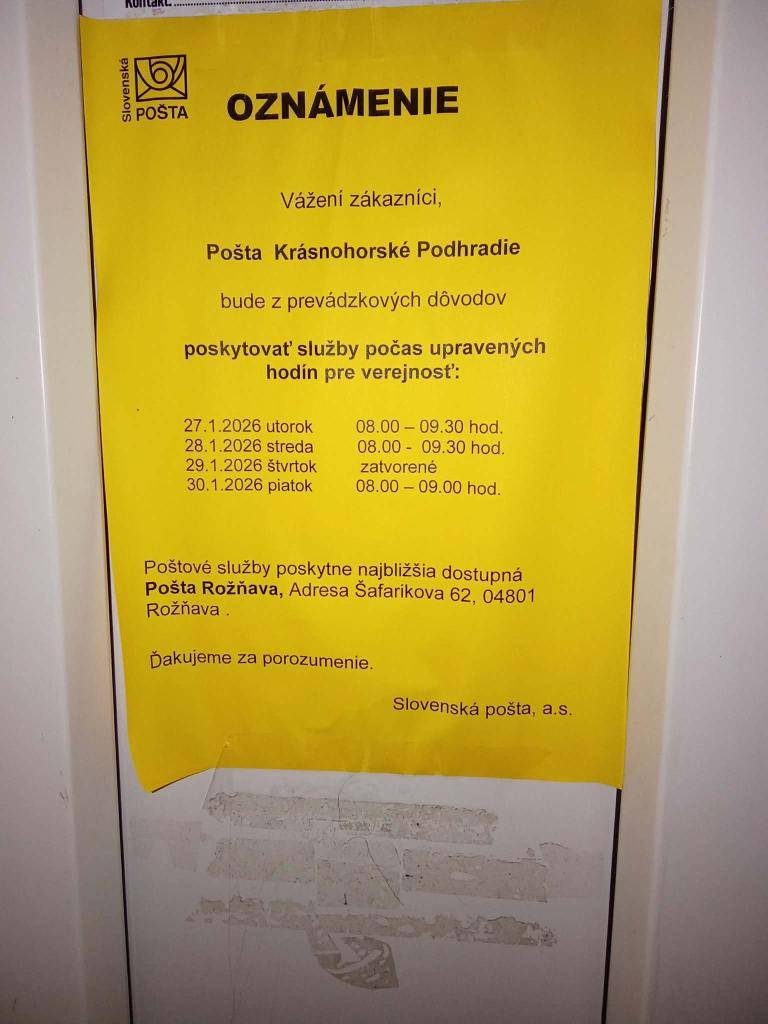 Kontakt:
Slovenská
POŠTA
OZNÁMENIE
Vážení zákazníci,
Pošta Krásnohorské Podhradie
bude z prevádzkových dôvodov
poskytovať služby počas upravených
hodín pre verejnosť:
27.1.2026 utorok 08.00 – 09.30 hod.
28.1.2026 streda 08.00 - 09.30 hod.
29.1.2026 štvrtok zatvorené
30.1.2026 piatok 08.00 – 09.00 hod.
Poštové služby poskytne najbližšia dostupná
Pošta Rožňava, Adresa Šafarikova 62, 04801
Rožňava .
Ďakujeme za porozumenie.
Slovenská pošta, a.s.